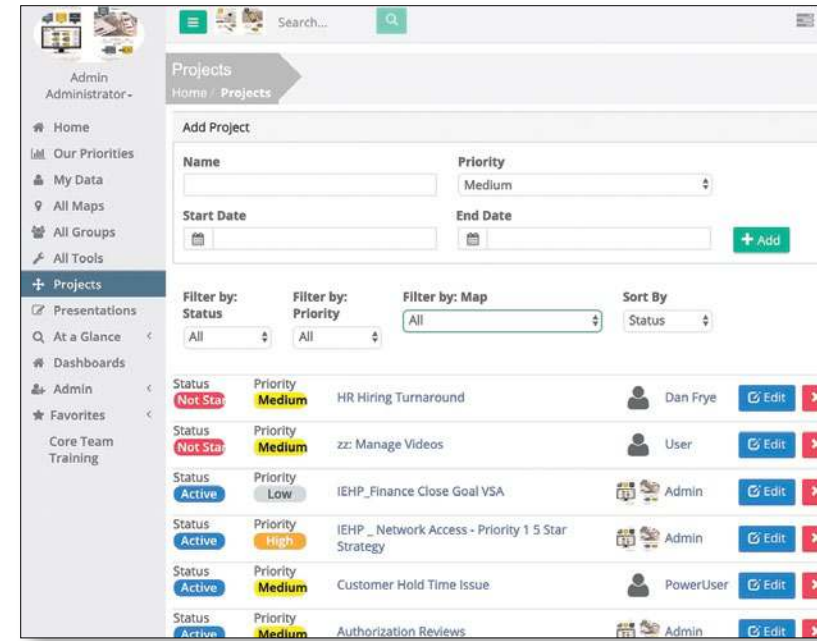 Search...
Admin
Administrator
Projects
Home / Projects
Home
Our Priorities
My Data
All Maps
All Groups
All Tools
Projects
Presentations
At a Glance
Dashboards
Admin
Favorites
Core Team
Training
Add Project
Name Priority
Medium
Start Date End Date
+ Add
Filter by: Filter by: Filter by: Map Sort By
Status Priority
All All All Status
Status Priority
Not Star Medium HR Hiring Turnaround Dan Frye Edit
Status Priority
Not Star Medium zz: Manage Videos User Edit
Status Priority
Active Low IEHP_Finance Close Goal VSA Admin Edit
Status Priority
Active High IEHP _ Network Access - Priority 1 5 Star
Strategy Admin Edit
Status Priority
Active Medium Customer Hold Time Issue PowerUser Edit
Status Priority
Active Medium Authorization Reviews Admin Edit